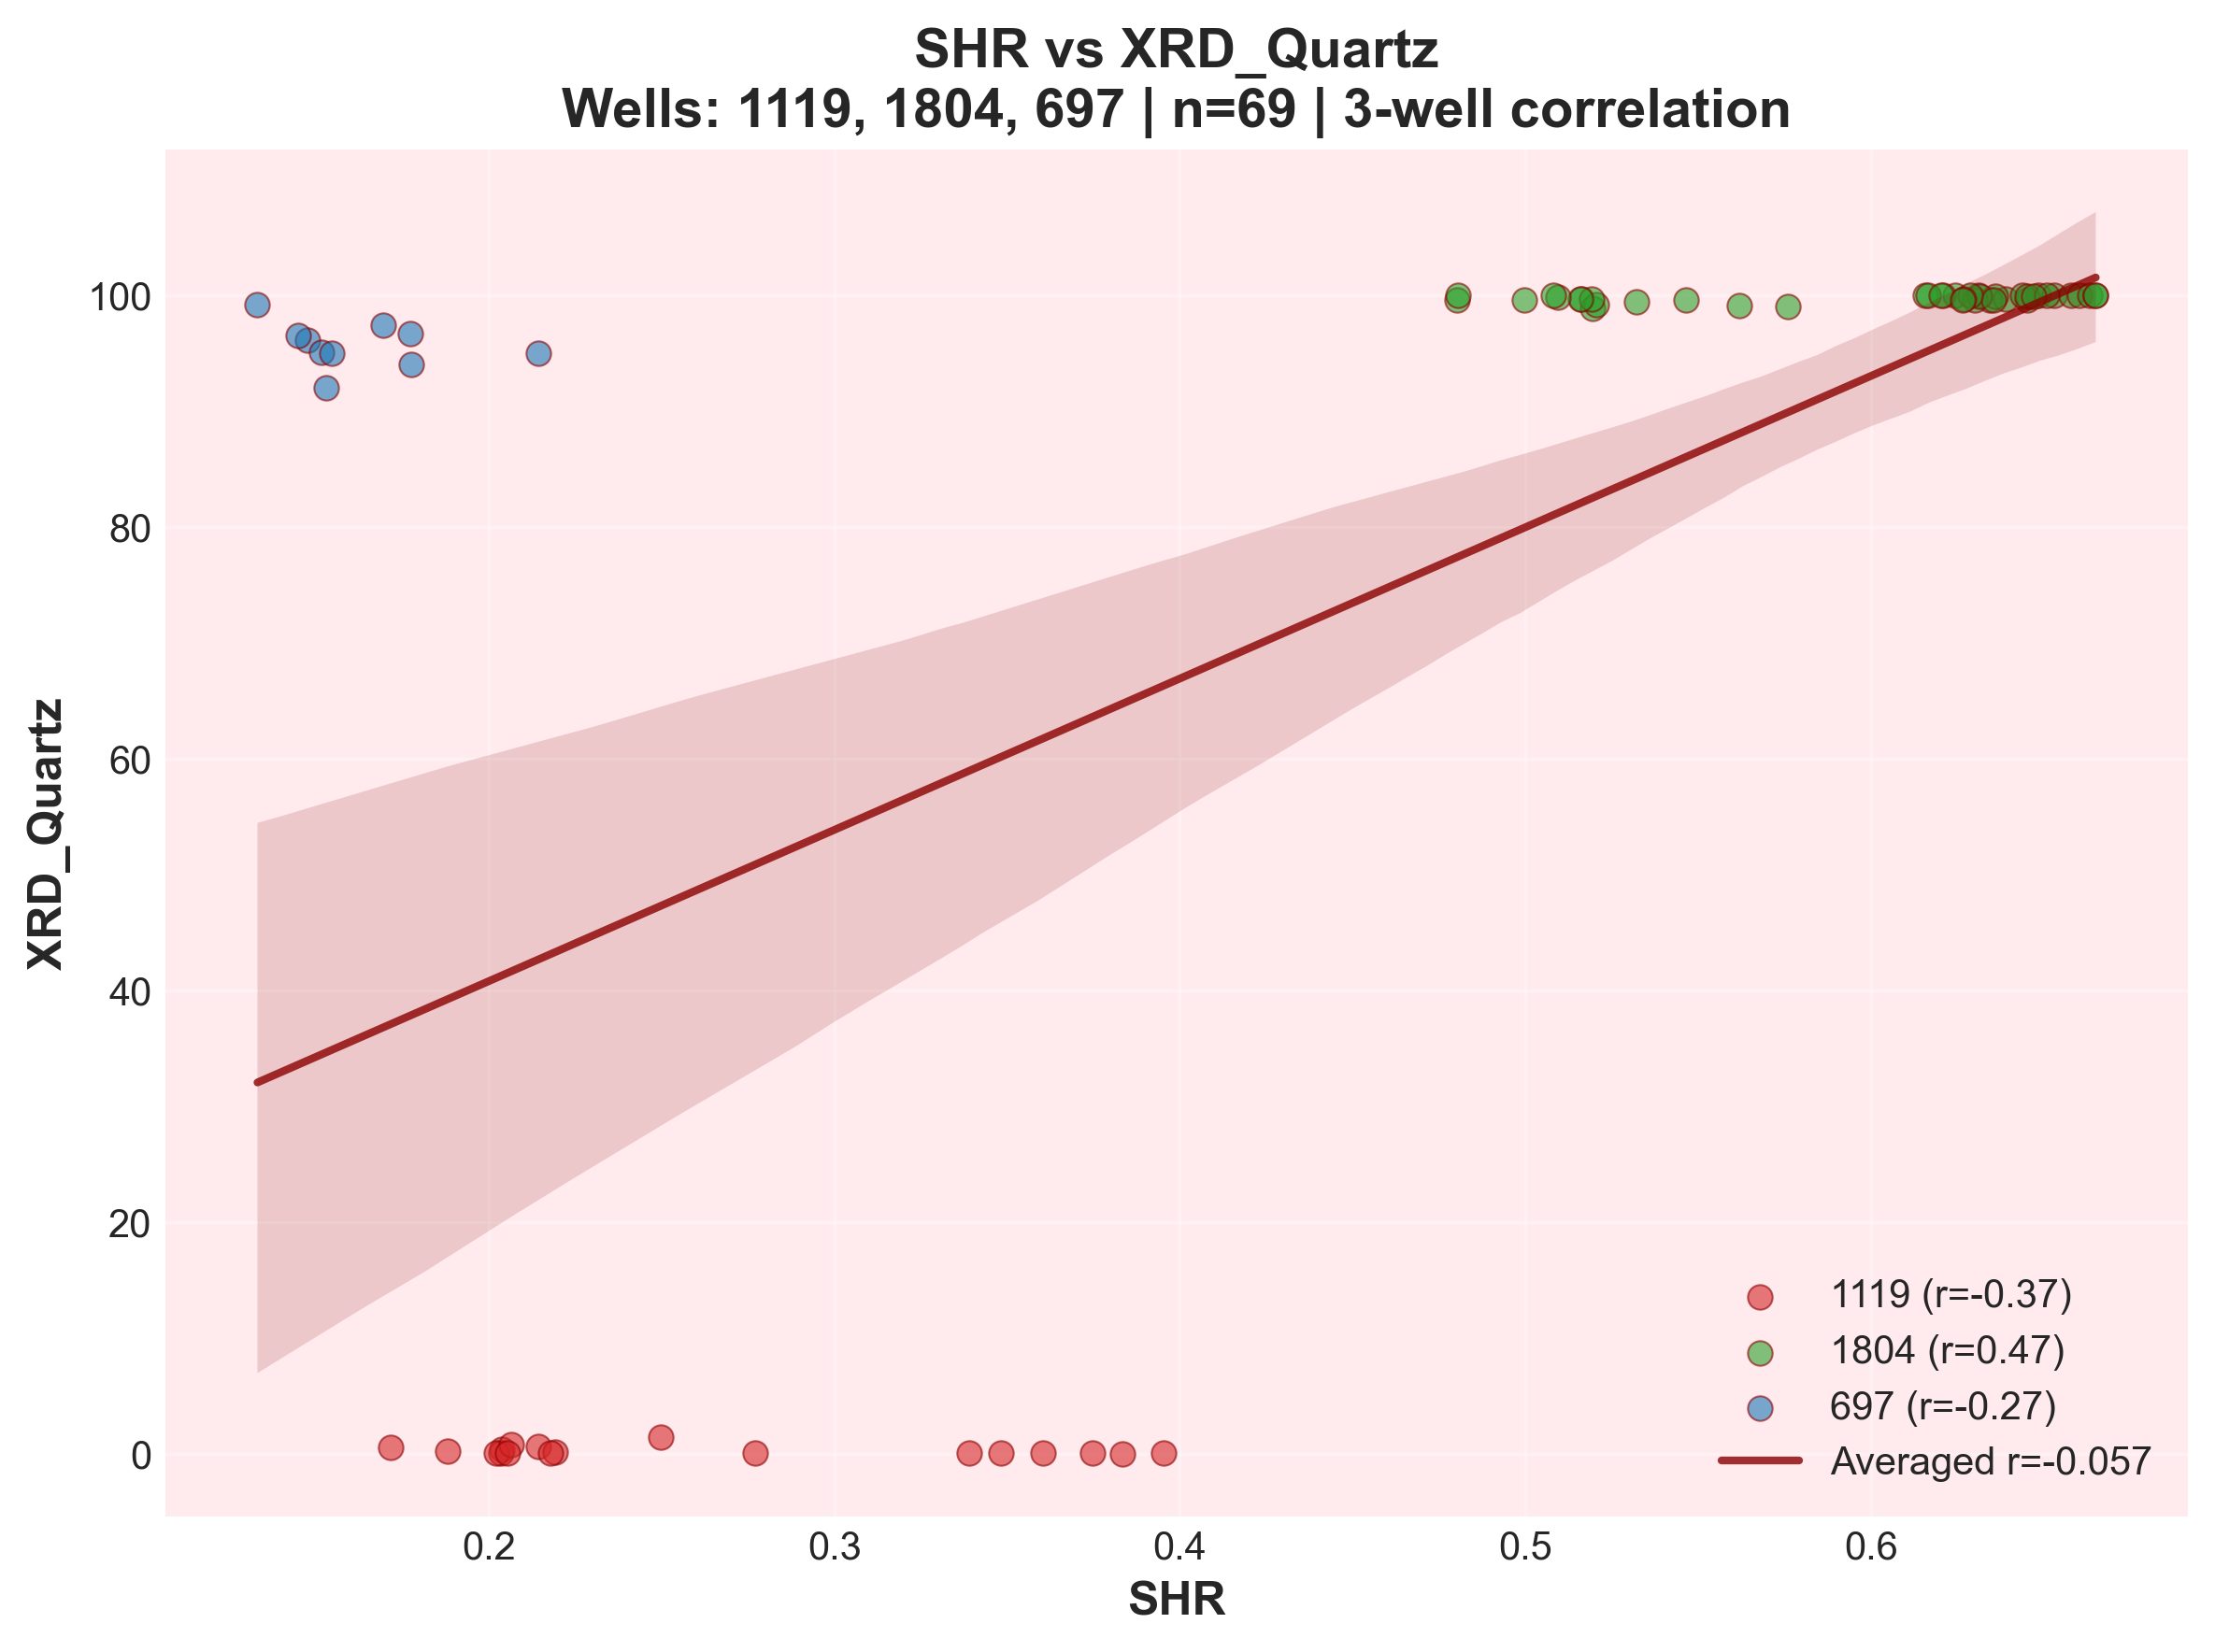 SHR vs XRD_Quartz
Wells: 1119, 1804, 697 | n=69 | 3-well correlation
XRD_Quartz
100
80
60
40
20
0
0.2
0.3
0.4
0.5
0.6
SHR
1119 (r=-0.37)
1804 (r=0.47)
697 (r=-0.27)
Averaged r=-0.057